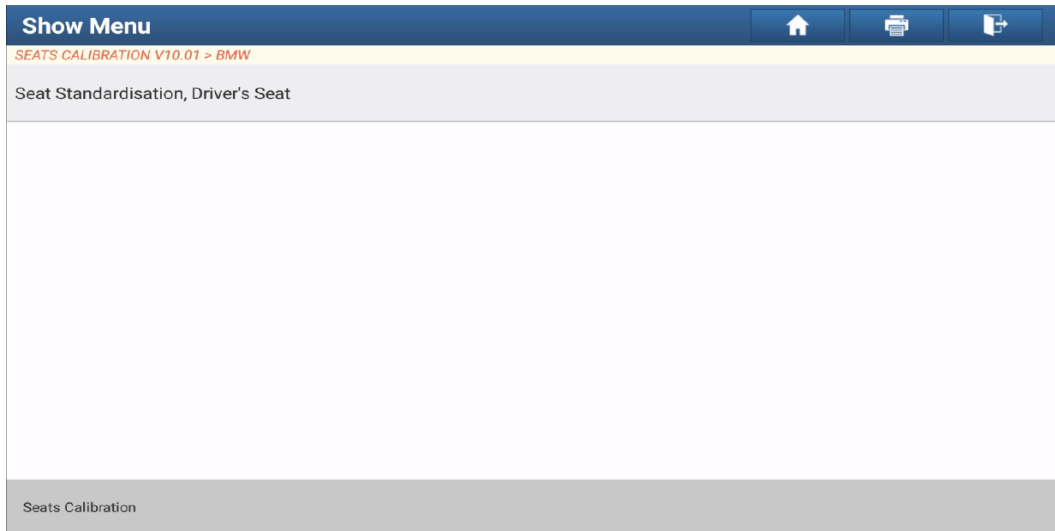 Show Menu
SEATS CALIBRATION V10.01 > BMW
Seat Standardisation, Driver's Seat
Seats Calibration